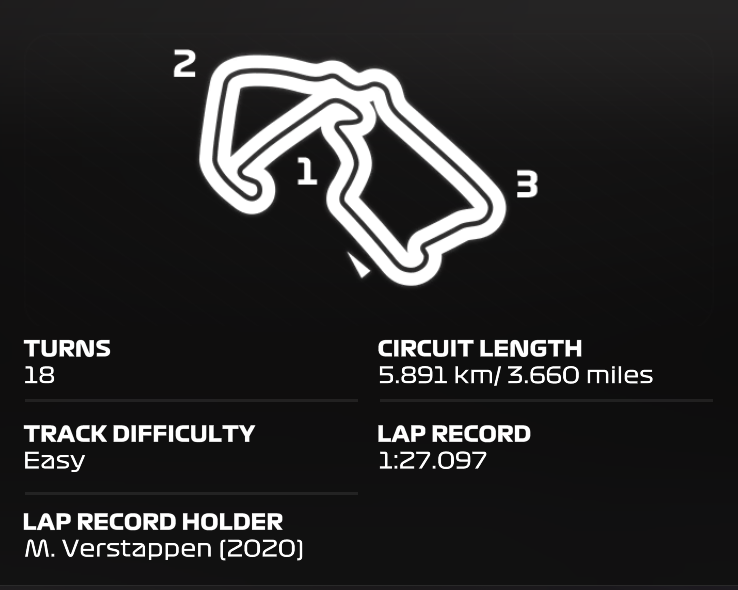 2
1
3
TURNS
18
CIRCUIT LENGTH
5.891 km/ 3.660 miles
TRACK DIFFICULTY
Easy
LAP RECORD
1:27.097
LAP RECORD HOLDER
M. Verstappen (2020)